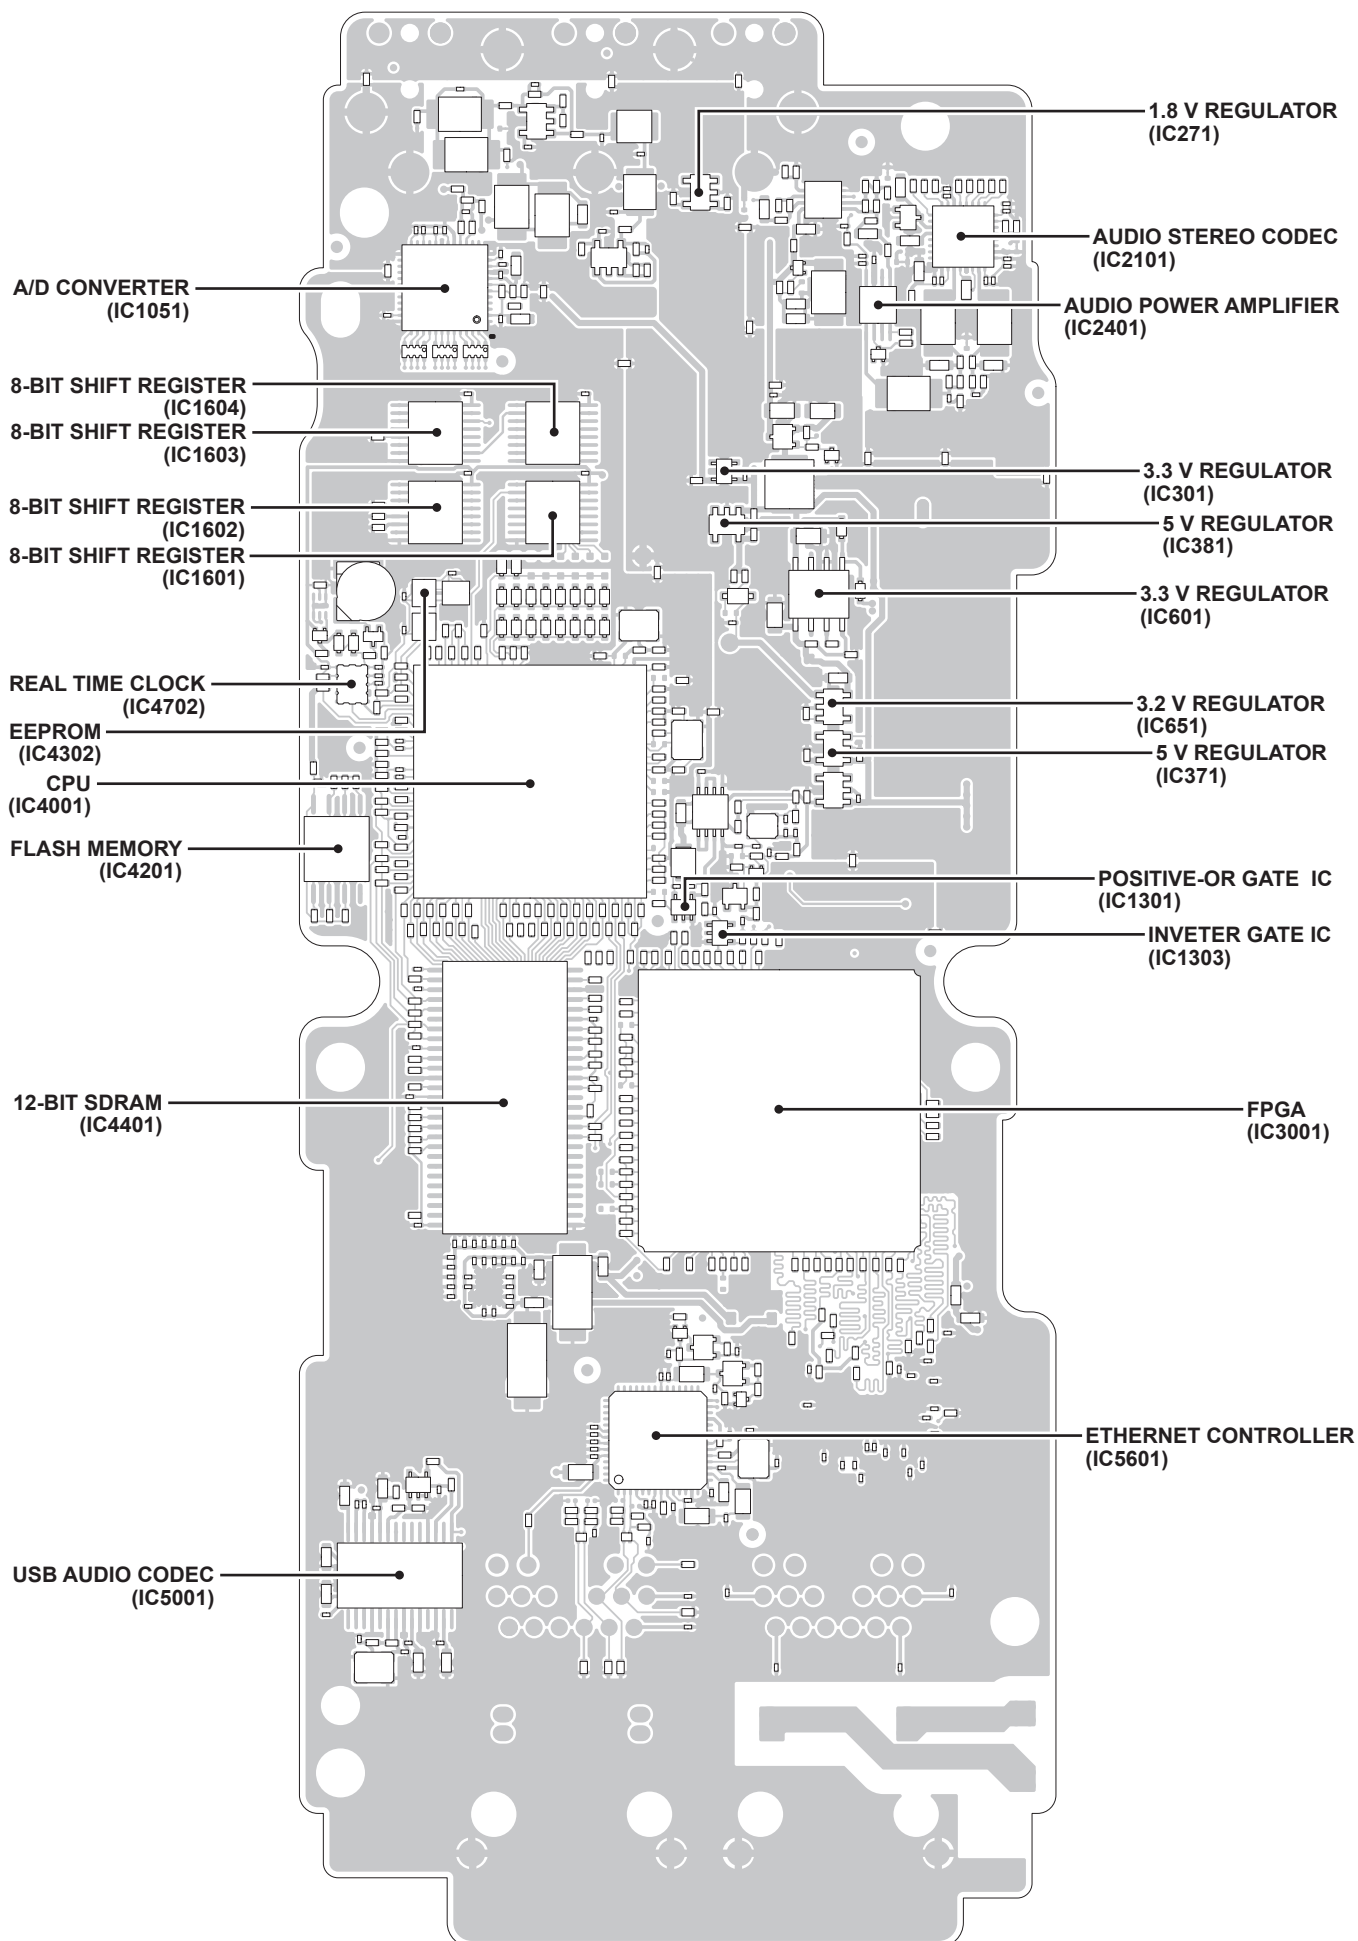 1.8 V REGULATOR
(IC271)
AUDIO STEREO CODEC
(IC2101)
A/D CONVERTER
(IC1051)
AUDIO POWER AMPLIFIER
(IC2401)
8-BIT SHIFT REGISTER
(IC1604)
8-BIT SHIFT REGISTER
(IC1603)
3.3 V REGULATOR
(IC301)
8-BIT SHIFT REGISTER
(IC1602)
5 V REGULATOR
(IC381)
8-BIT SHIFT REGISTER
(IC1601)
3.3 V REGULATOR
(IC601)
REAL TIME CLOCK
(IC4702)
3.2 V REGULATOR
(IC651)
EEPROM
(IC4302)
5 V REGULATOR
(IC371)
CPU
(IC4001)
FLASH MEMORY
(IC4201)
POSITIVE-OR GATE  IC
(IC1301)
INVETER GATE IC
(IC1303)
12-BIT SDRAM
(IC4401)
FPGA
(IC3001)
ETHERNET CONTROLLER
(IC5601)
USB AUDIO CODEC
(IC5001)